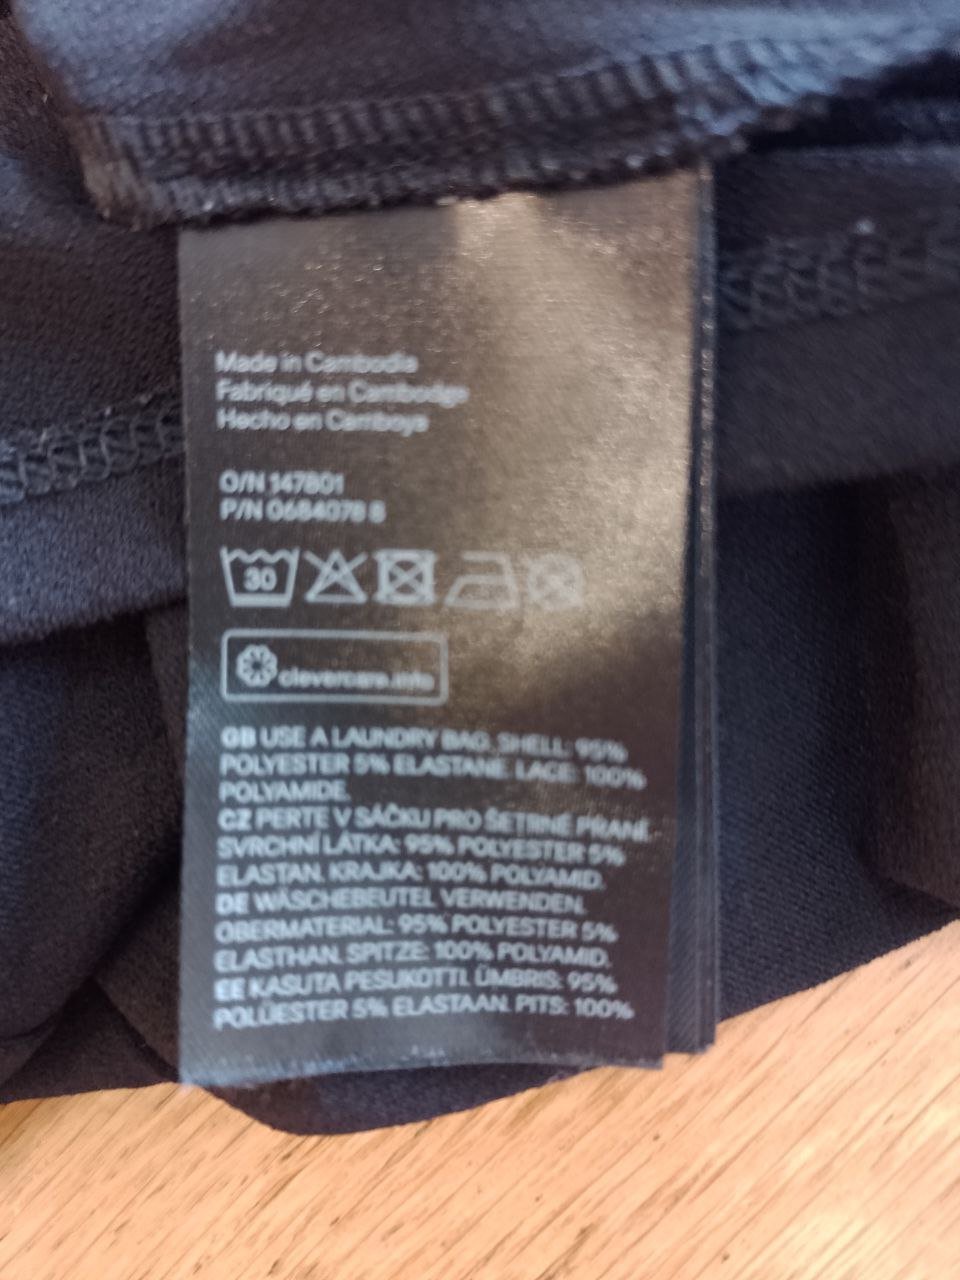 Made in Cambodia
Fabriqué en Cambodge
Hecho en Camboya
O/N 147801
P/N 0684078 8
30
clevercare.info
GB USE A LAUNDRY BAG. SHELL: 95%
POLYESTER 5% ELASTANE. LACE: 100%
POLYAMIDE.
CZ PERTE V SÁČKU PRO ŠETRNÉ PRANÍ.
SVRCHNÍ LÁTKA: 95% POLYESTER 5%
ELASTAN. KRAJKA: 100% POLYAMID.
DE WÄSCHEBEUTEL VERWENDEN.
OBERMATERIAL: 95% POLYESTER 5%
ELASTHAN. SPITZE: 100% POLYAMID.
EE KASUTA PESUKOTTI. ÜMBRIS: 95%
POLÜESTER 5% ELASTAAN. PITS: 100%